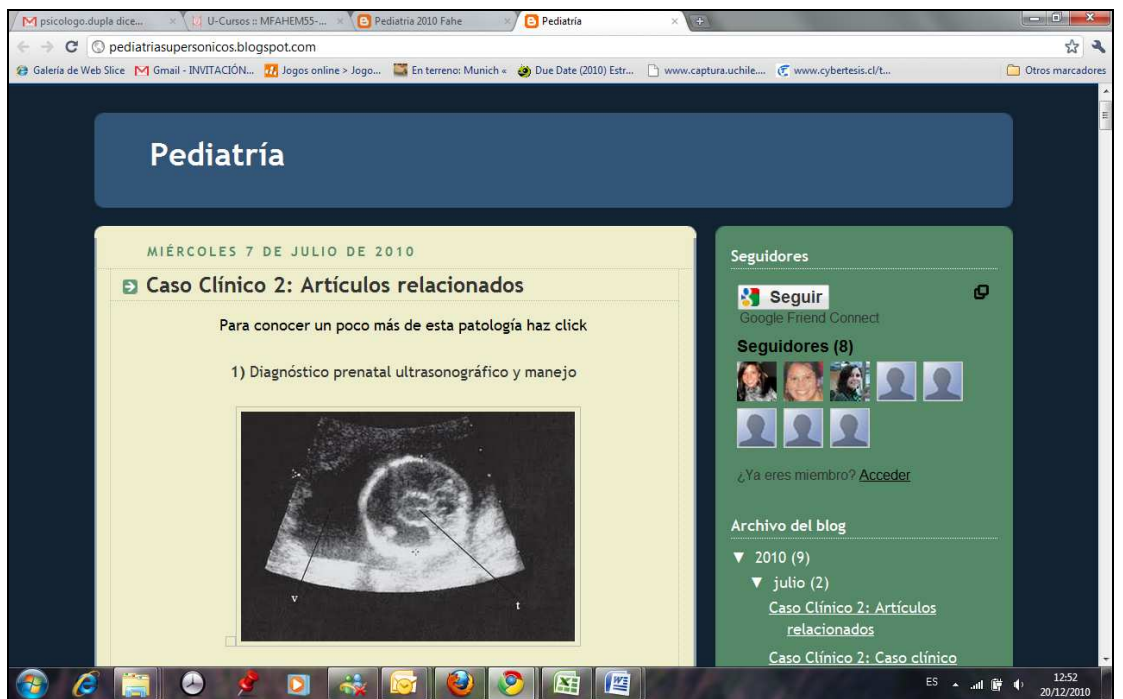 psicologo.dupla dice...
U-Cursos :: MFAHEM55-...
Pediatria 2010 Fahe
Pediatría
pediatriasupersonicos.blogspot.com
Galería de Web Slice
Gmail - INVITACIÓN...
Jogos online > Jogo...
En terreno: Munich «
Due Date (2010) Estr...
www.captura.uchile....
www.cybertesis.cl/t...
Otros marcadores
Pediatría
MIÉRCOLES 7 DE JULIO DE 2010
Caso Clínico 2: Artículos relacionados
Para conocer un poco más de esta patología haz click
1) Diagnóstico prenatal ultrasonográfico y manejo
v
t
Seguidores
Seguir
Google Friend Connect
Seguidores (8)
¿Ya eres miembro? Acceder
Archivo del blog
▼ 2010 (9)
▼ julio (2)
Caso Clínico 2: Artículos
relacionados
Caso Clínico 2: Caso clínico
ES
12:52
20/12/2010